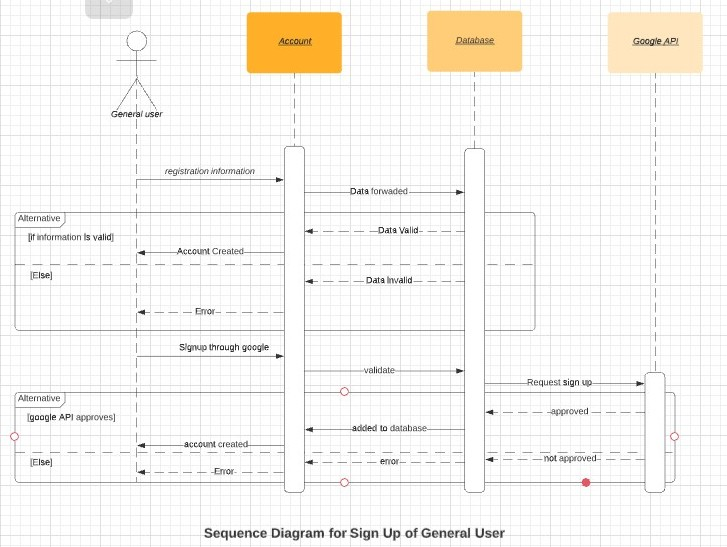 Account
Database
Google API
General user
registration information
Data forwaded
Alternative
[if information is valid]
Data Valid
Account Created
[Else]
Data Invalid
Error
Signup through google
validate
Request sign up
Alternative
[google API approves]
approved
added to database
account created
[Else]
not approved
error
Error
Sequence Diagram for Sign Up of General User